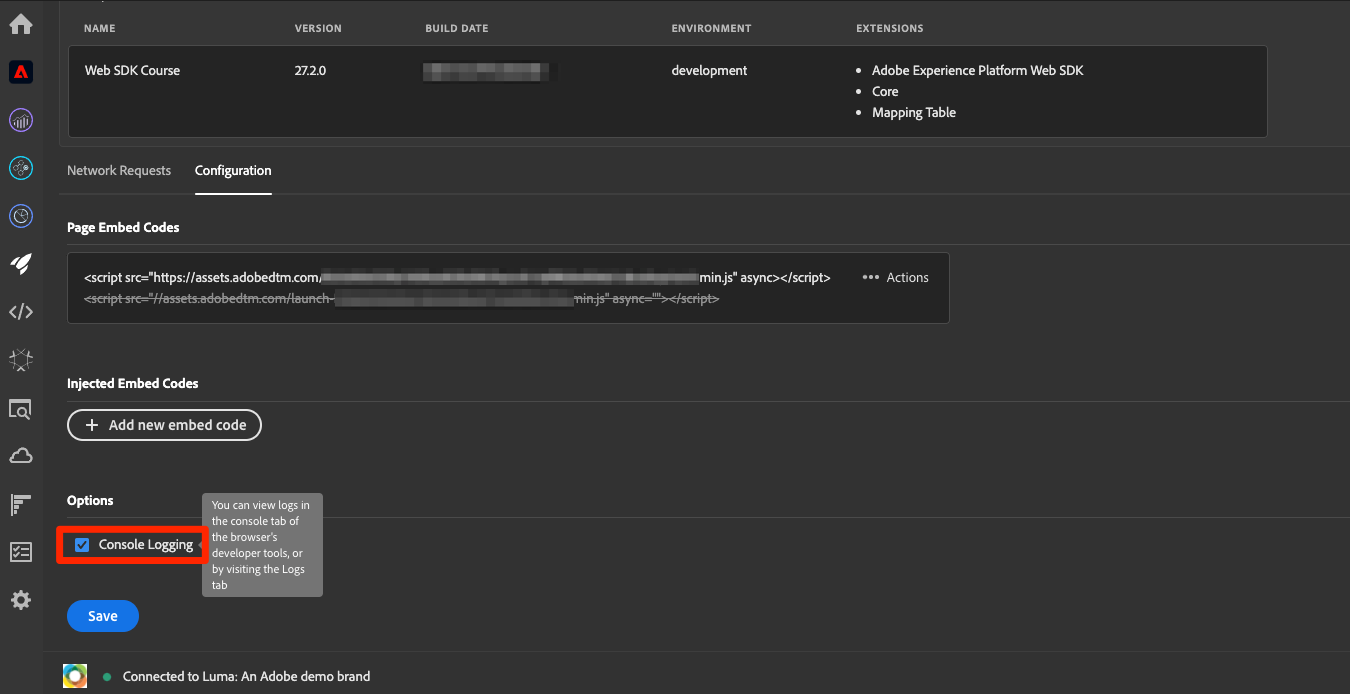 NAME VERSION BUILD DATE ENVIRONMENT EXTENSIONS
Web SDK Course 27.2.0 development • Adobe Experience Platform Web SDK
• Core
• Mapping Table
Network Requests Configuration
Page Embed Codes
<script src="https://assets.adobedtm.com/ min.js" async></script> ••• Actions
<script src="//assets.adobedtm.com/launch- min.js" async=""></script>
Injected Embed Codes
+ Add new embed code
Options
Console Logging
You can view logs in
the console tab of
the browser's
developer tools, or
by visiting the Logs
tab
Save
Connected to Luma: An Adobe demo brand